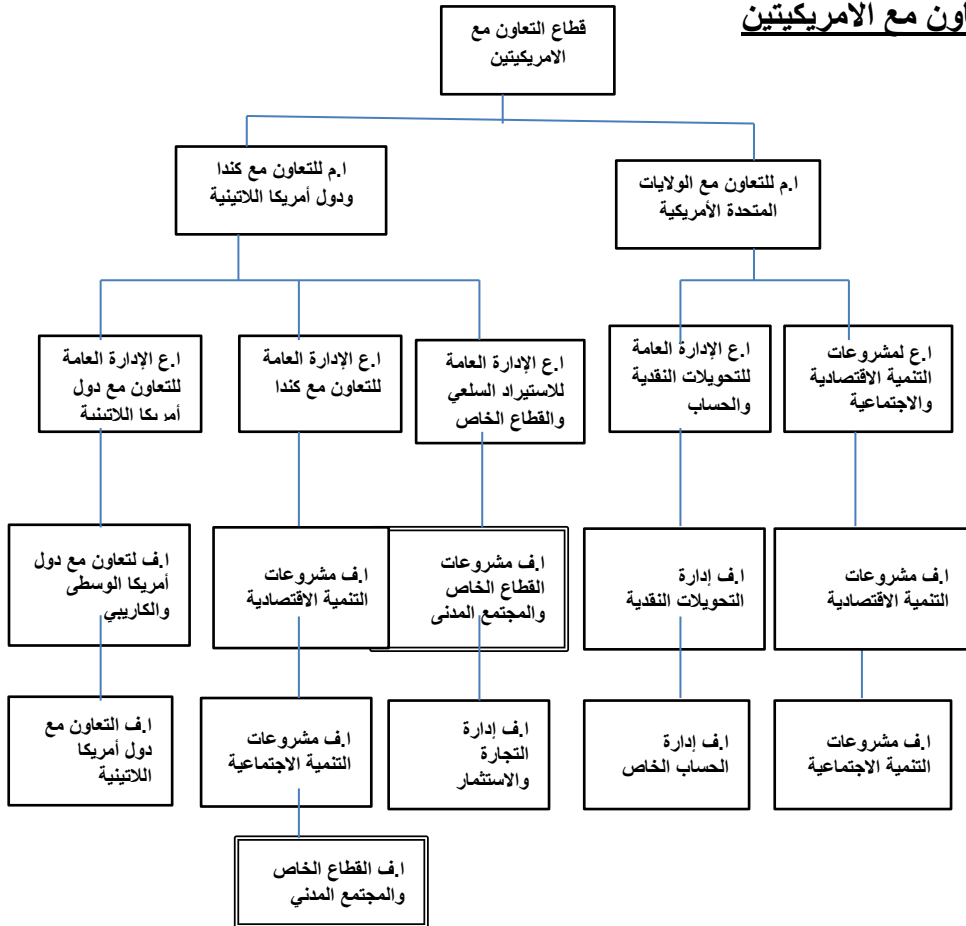 اون مع الامريكيتين
قطاع التعاون مع
الامريكيتين
ا.م للتعاون مع الولايات
المتحدة الأمريكية
ا.م للتعاون مع كندا
ودول أمريكا اللاتينية
ا.ع لمشروعات
التنمية الاقتصادية
والاجتماعية
ا.ع الإدارة العامة
للتحويلات النقدية
والحساب
ا.ع الإدارة العامة
للاستيراد السلعي
والقطاع الخاص
ا.ع الإدارة العامة
للتعاون مع كندا
ا.ع الإدارة العامة
للتعاون مع دول
أمريكا اللاتينية
ا.ف مشروعات
التنمية الاقتصادية
ا.ف إدارة
التحويلات النقدية
ا.ف مشروعات
القطاع الخاص
والمجتمع المدنى
ا.ف مشروعات
التنمية الاقتصادية
ا.ف لتعاون مع دول
أمريكا الوسطى
والكاريبي
ا.ف مشروعات
التنمية الاجتماعية
ا.ف إدارة
الحساب الخاص
ا.ف إدارة
التجارة
والاستثمار
ا.ف مشروعات
التنمية الاجتماعية
ا.ف التعاون مع
دول أمريكا
اللاتينية
ا.ف القطاع الخاص
والمجتمع المدني